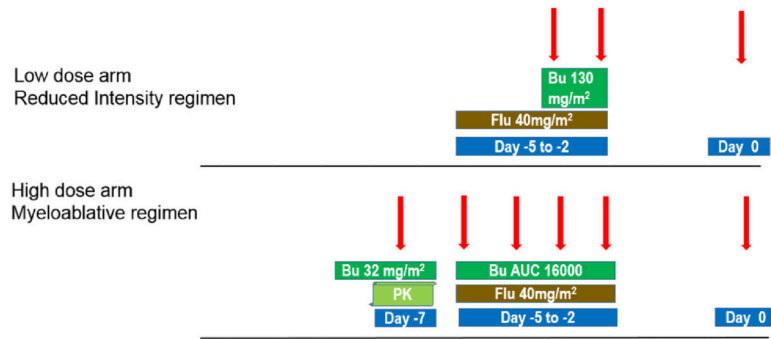 Low dose arm
Reduced Intensity regimen
Bu 130
mg/m²
Flu 40mg/m²
Day -5 to -2
Day 0
High dose arm
Myeloablative regimen
Bu 32 mg/m²
Bu AUC 16000
PK
Flu 40mg/m²
Day -7
Day -5 to -2
Day 0